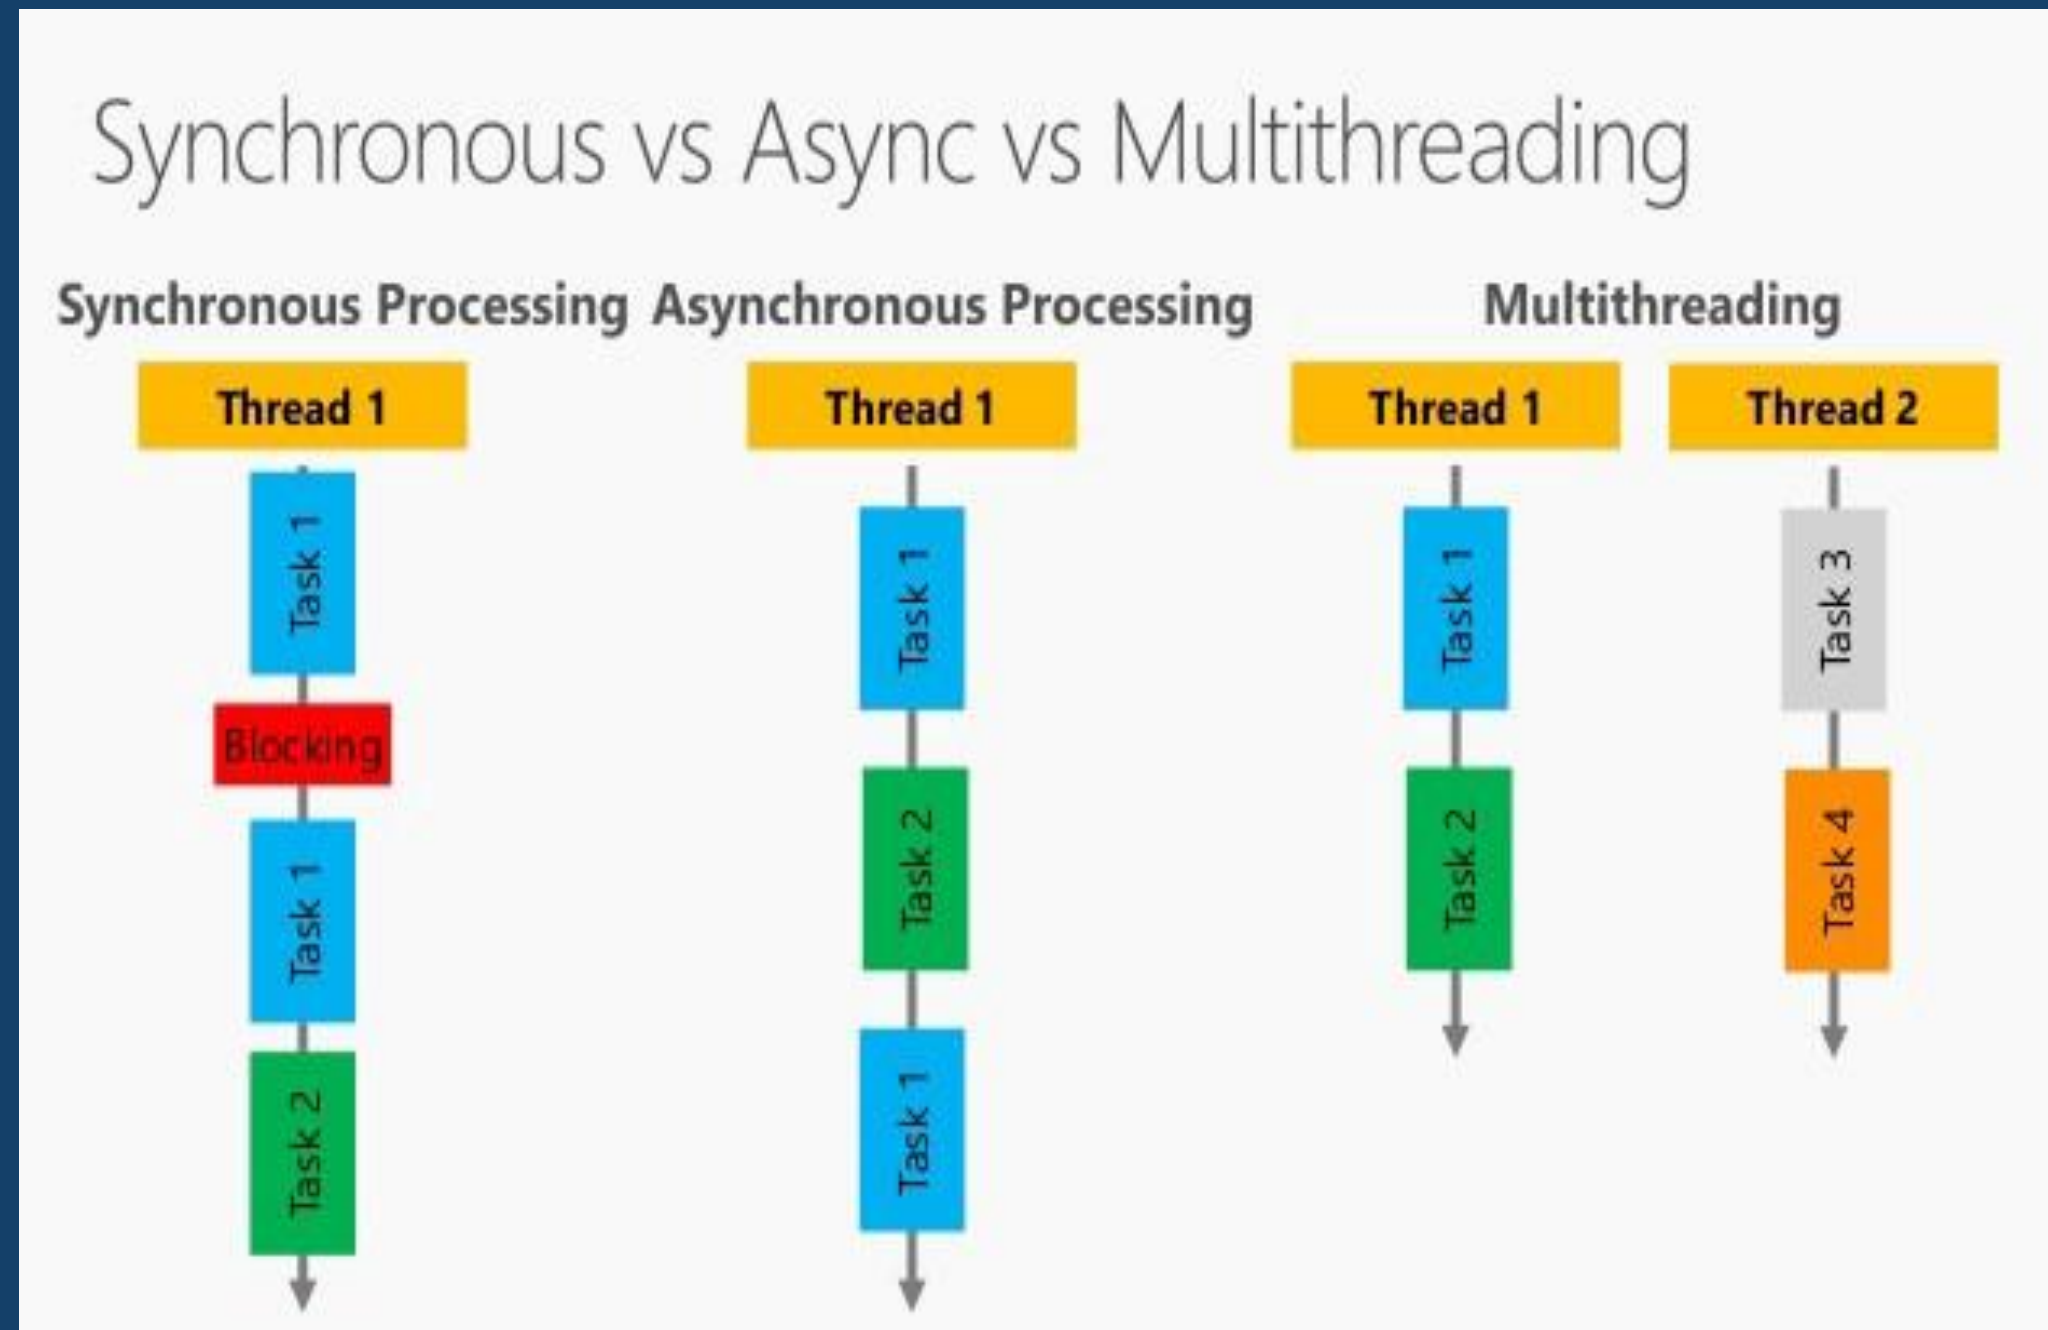 Synchronous vs Async vs Multithreading
Synchronous Processing
Thread 1
Task 1
Blocking
Task 1
Task 2
Asynchronous Processing
Thread 1
Task 1
Task 2
Task 1
Multithreading
Thread 1
Task 1
Task 2
Thread 2
Task 3
Task 4